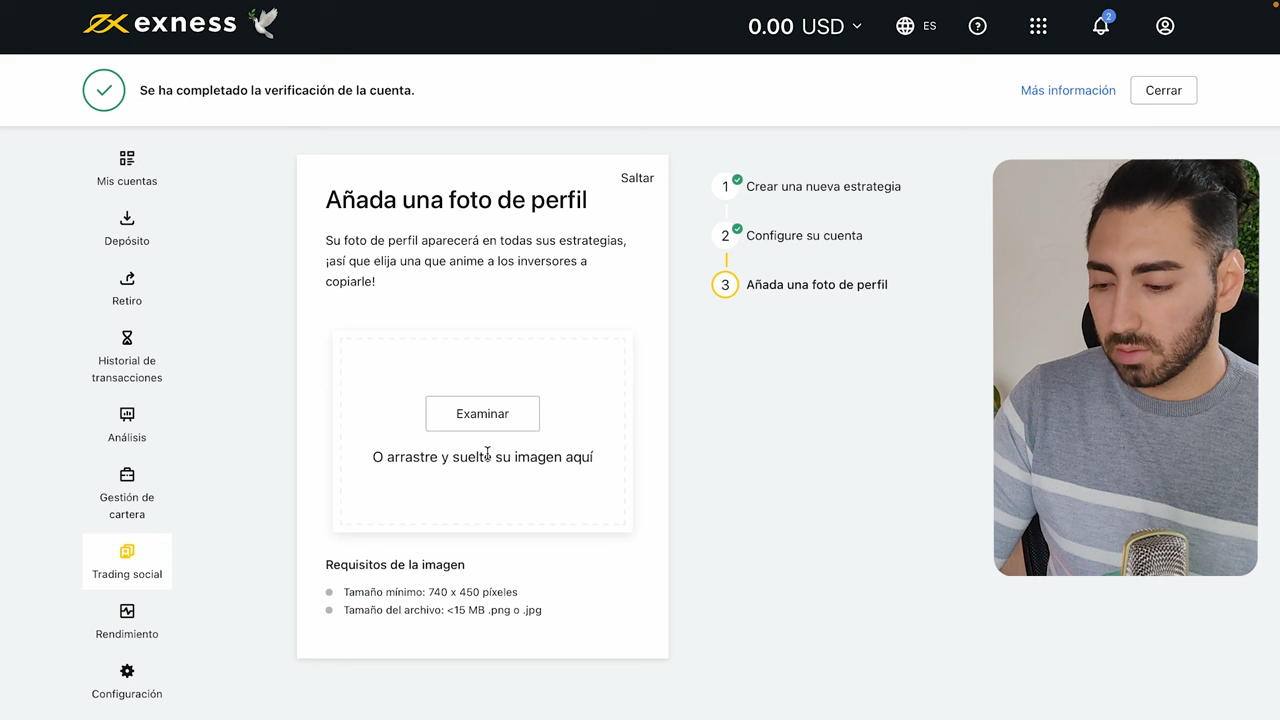 exness
0.00 USD
ES
2
Se ha completado la verificación de la cuenta.
Más información
Cerrar
Mis cuentas
Depósito
Retiro
Historial de
transacciones
Análisis
Gestión de
cartera
Trading social
Rendimiento
Configuración
Saltar
Añada una foto de perfil
Su foto de perfil aparecerá en todas sus estrategias,
¡así que elija una que anime a los inversores a
copiarle!
Examinar
O arrastre y suelte su imagen aquí
Requisitos de la imagen
Tamaño mínimo: 740 x 450 píxeles
Tamaño del archivo: <15 MB .png o .jpg
1 Crear una nueva estrategia
2 Configure su cuenta
3 Añada una foto de perfil